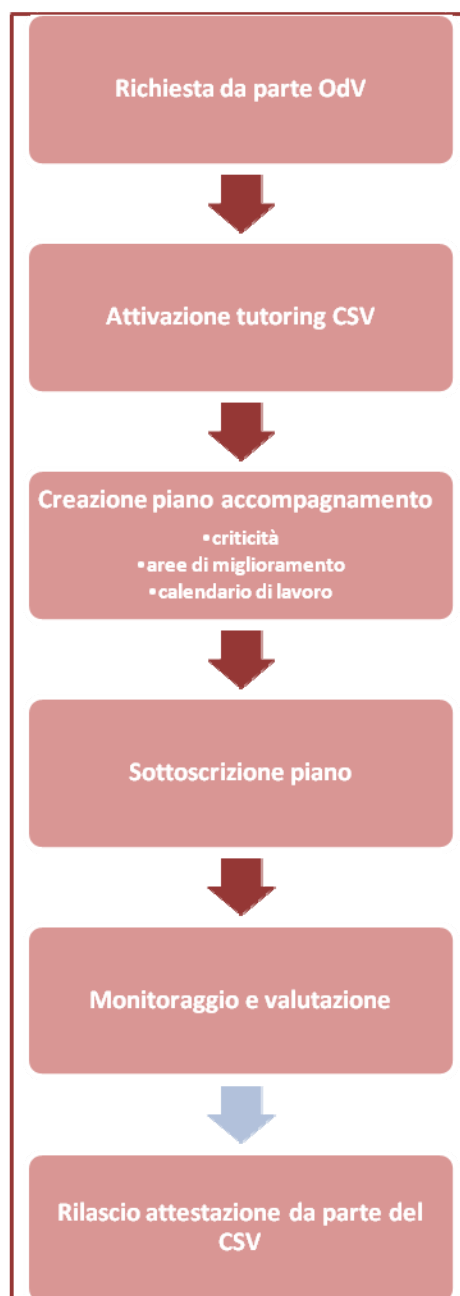 Richiesta da parte OdV
Attivazione tutoring CSV
Creazione piano accompagnamento
•criticità
•aree di miglioramento
•calendario di lavoro
Sottoscrizione piano
Monitoraggio e valutazione
Rilascio attestazione da parte del
CSV